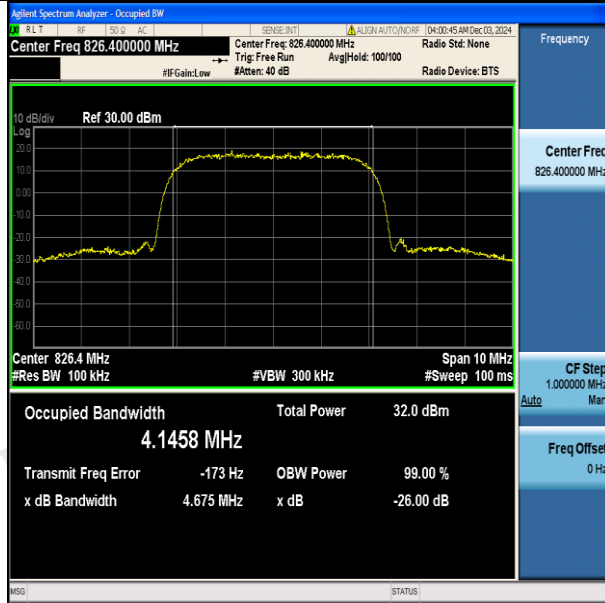 Agilent Spectrum Analyzer - Occupied BW
RLT RF 50 Ω AC SENSE:INT ALIGN AUTO/NORF 04:00:45 AM Dec 03, 2024
Center Freq 826.400000 MHz
Center Freq: 826.400000 MHz Radio Std: None
Trig: Free Run Avg|Hold: 100/100
#IFGain:Low #Atten: 40 dB Radio Device: BTS
10 dB/div Ref 30.00 dBm
Log
20.0
10.0
0.00
-10.0
-20.0
-30.0
-40.0
-50.0
-60.0
Center 826.4 MHz Span 10 MHz
#Res BW 100 kHz #VBW 300 kHz #Sweep 100 ms
Occupied Bandwidth Total Power 32.0 dBm
4.1458 MHz
Transmit Freq Error -173 Hz OBW Power 99.00 %
x dB Bandwidth 4.675 MHz x dB -26.00 dB
MSG STATUS
Frequency
Center Freq
826.400000 MHz
CF Step
1.000000 MHz
Auto Man
Freq Offset
0 Hz